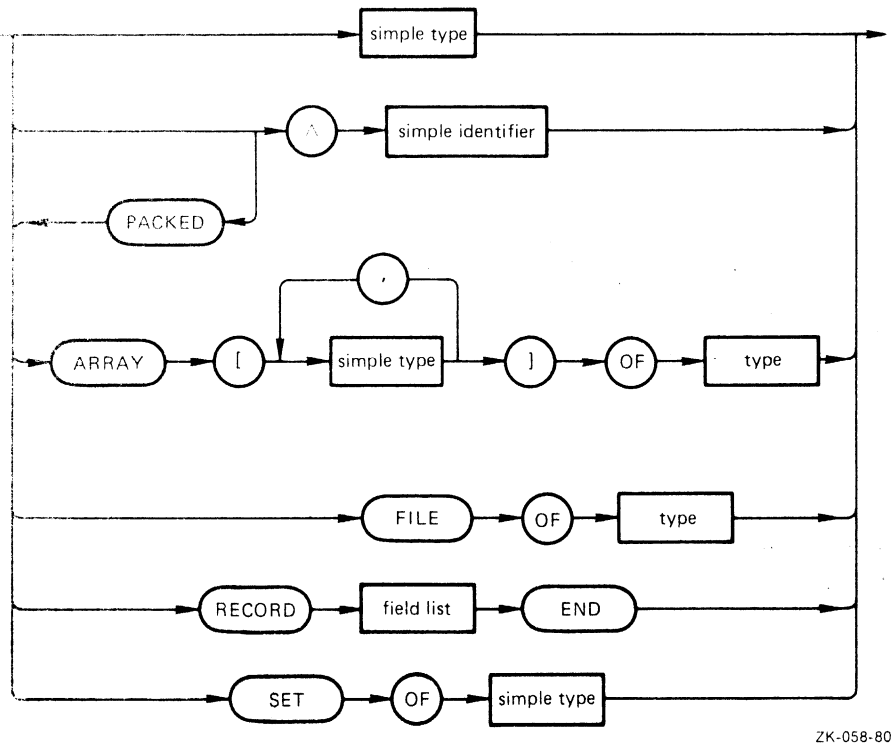 simple type
^ simple identifier
PACKED
,
ARRAY [ simple type ] OF type
FILE OF type
RECORD field list END
SET OF simple type
ZK-058-80